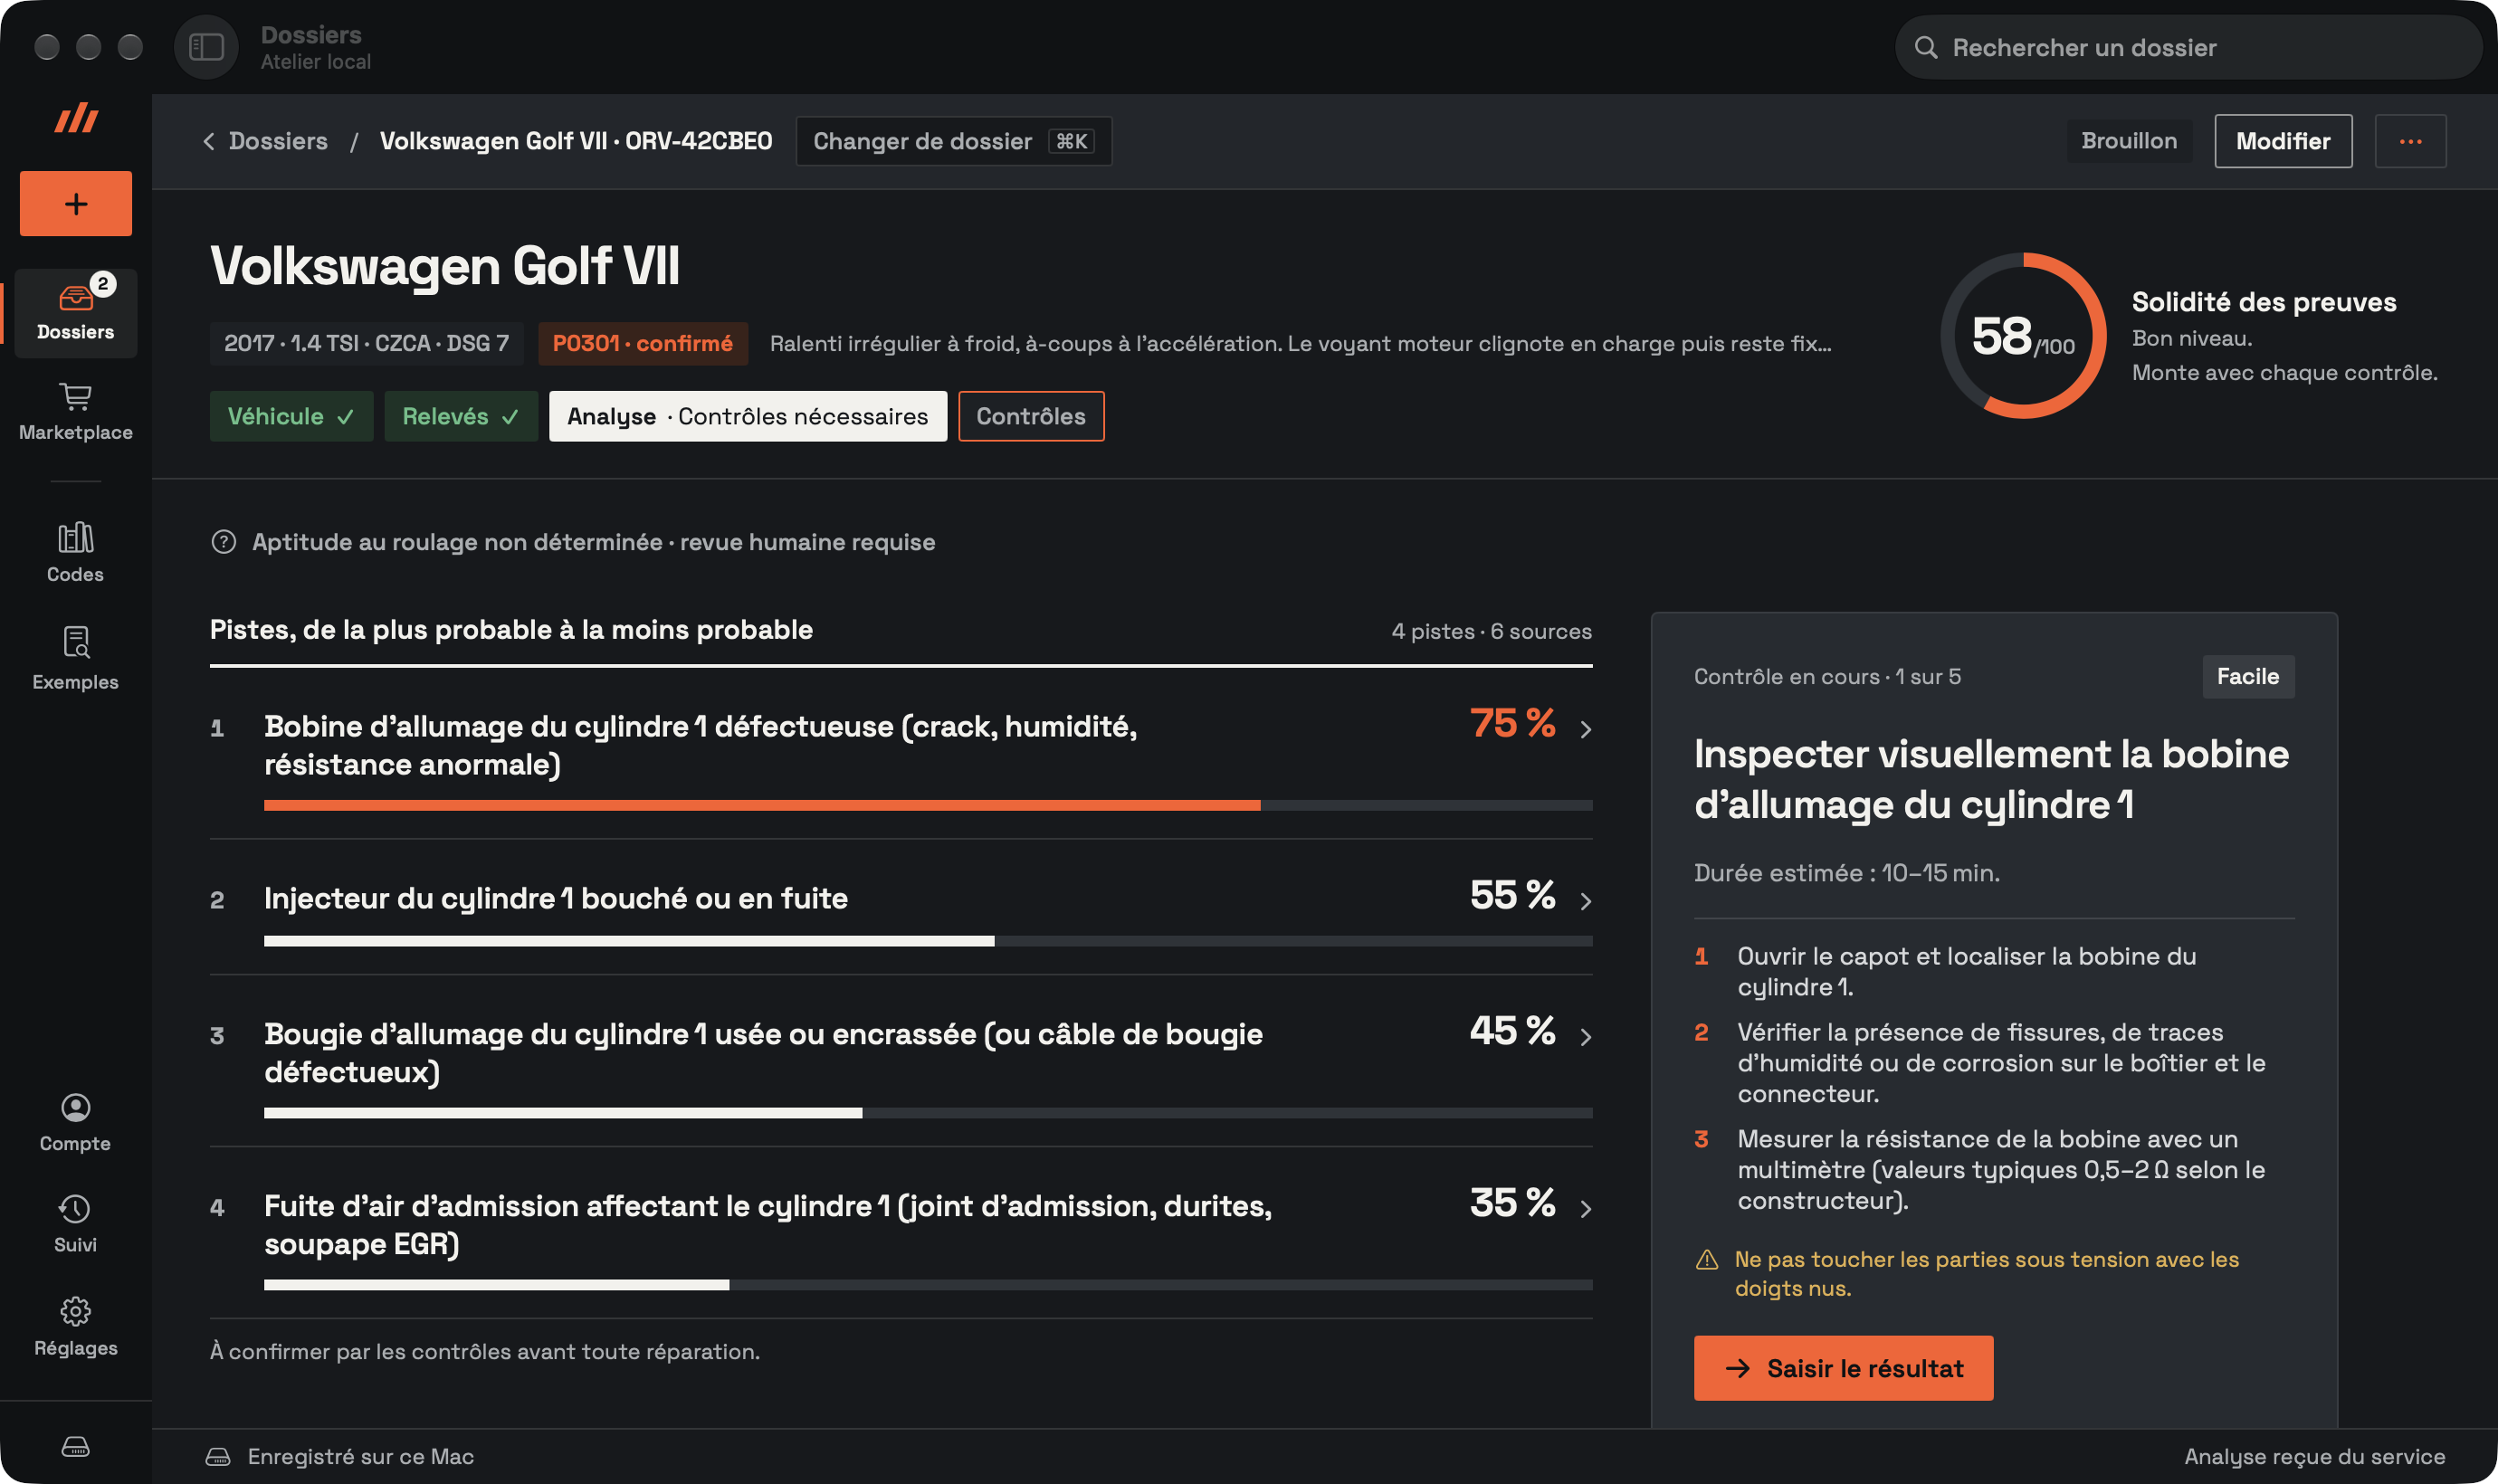 Dossiers
Atelier local
Rechercher un dossier
Dossiers / Volkswagen Golf VII · ORV-42CBE0
Changer de dossier ⌘K
Brouillon
Modifier
Volkswagen Golf VII
2017 · 1.4 TSI · CZCA · DSG 7
P0301 · confirmé
Ralenti irrégulier à froid, à-coups à l’accélération. Le voyant moteur clignote en charge puis reste fix…
Véhicule ✓
Relevés ✓
Analyse · Contrôles nécessaires
Contrôles
58/100
Solidité des preuves
Bon niveau.
Monte avec chaque contrôle.
2
Dossiers
Marketplace
Codes
Exemples
Compte
Suivi
Réglages
Aptitude au roulage non déterminée · revue humaine requise
Pistes, de la plus probable à la moins probable
4 pistes · 6 sources
1 Bobine d’allumage du cylindre 1 défectueuse (crack, humidité,
résistance anormale)
75 %
2 Injecteur du cylindre 1 bouché ou en fuite
55 %
3 Bougie d’allumage du cylindre 1 usée ou encrassée (ou câble de bougie
défectueux)
45 %
4 Fuite d’air d’admission affectant le cylindre 1 (joint d’admission, durites,
soupape EGR)
35 %
À confirmer par les contrôles avant toute réparation.
Contrôle en cours · 1 sur 5
Facile
Inspecter visuellement la bobine
d’allumage du cylindre 1
Durée estimée : 10–15 min.
1 Ouvrir le capot et localiser la bobine du
cylindre 1.
2 Vérifier la présence de fissures, de traces
d’humidité ou de corrosion sur le boîtier et le
connecteur.
3 Mesurer la résistance de la bobine avec un
multimètre (valeurs typiques 0,5–2 Ω selon le
constructeur).
Ne pas toucher les parties sous tension avec les
doigts nus.
Saisir le résultat
Enregistré sur ce Mac
Analyse reçue du service